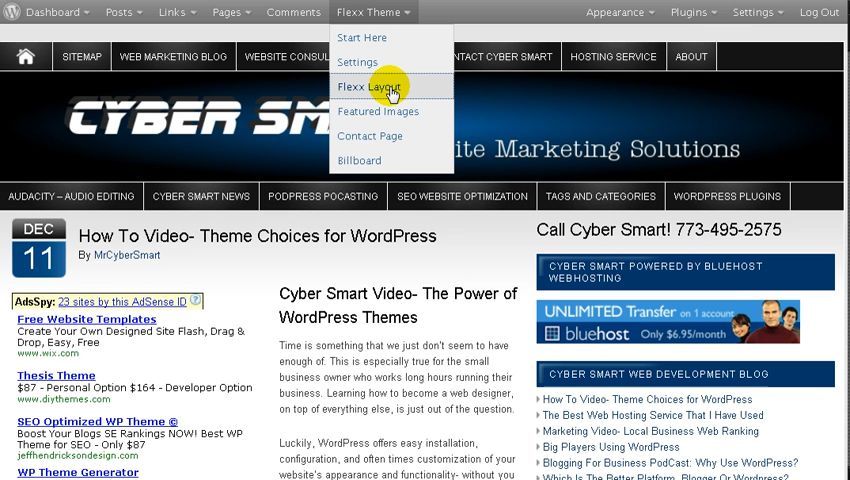 Dashboard Posts Links Pages Comments Flexx Theme Appearance Plugins Settings Log Out
Start Here
Settings
Flexx Layout
Featured Images
Contact Page
Billboard
SITEMAP WEB MARKETING BLOG WEBSITE CONSUL CONTACT CYBER SMART HOSTING SERVICE ABOUT
CYBER SM
ite Marketing Solutions
AUDACITY – AUDIO EDITING CYBER SMART NEWS PODPRESS PODCASTING SEO WEBSITE OPTIMIZATION TAGS AND CATEGORIES WORDPRESS PLUGINS
DEC
11
How To Video- Theme Choices for WordPress
By MrCyberSmart
AdsSpy: 23 sites by this AdSense ID ?
Free Website Templates
Create Your Own Designed Site Flash, Drag &
Drop, Easy, Free
www.wix.com
Thesis Theme
$87 - Personal Option $164 - Developer Option
www.diythemes.com
SEO Optimized WP Theme ©
Boost Your Blogs SE Rankings NOW! Best WP
Theme for SEO - Only $87
jeffhendricksondesign.com
WP Theme Generator
Cyber Smart Video- The Power of
WordPress Themes
Time is something that we just don't seem to have
enough of. This is especially true for the small
business owner who works long hours running their
business. Learning how to become a web designer,
on top of everything else, is just out of the question.
Luckily, WordPress offers easy installation,
configuration, and often times customization of your
website's appearance and functionality- without you
Call Cyber Smart! 773-495-2575
CYBER SMART POWERED BY BLUEHOST
WEBHOSTING
UNLIMITED Transfer on 1 account
bluehost Only $6.95/month!
CYBER SMART WEB DEVELOPMENT BLOG
How To Video- Theme Choices for WordPress
The Best Web Hosting Service That I Have Used
Marketing Video- Local Business Web Ranking
Big Players Using WordPress
Blogging For Business PodCast: Why Use WordPress?
Which Is The Better Platform, Blogger Or Wordpress?